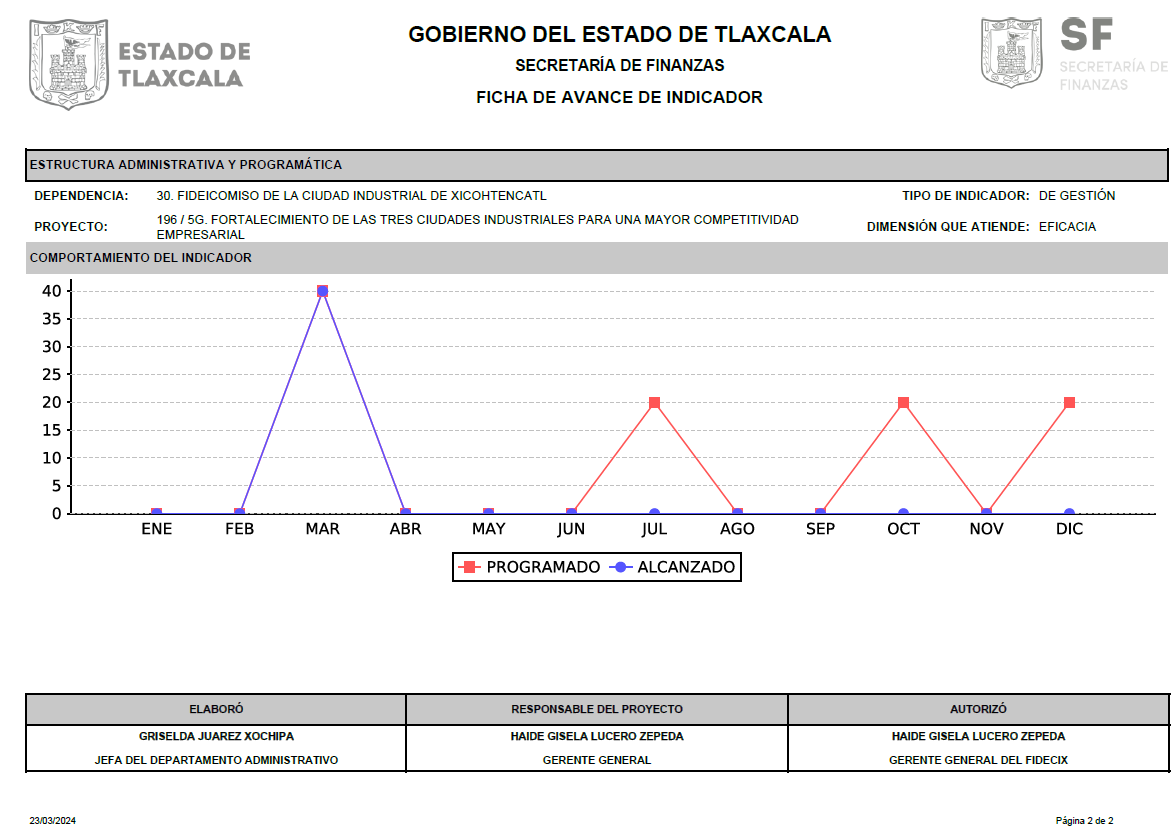 ESTADO DE
TLAXCALA
GOBIERNO DEL ESTADO DE TLAXCALA
SECRETARÍA DE FINANZAS
FICHA DE AVANCE DE INDICADOR
SF
SECRETARÍA DE
FINANZAS
ESTRUCTURA ADMINISTRATIVA Y PROGRAMÁTICA
DEPENDENCIA: 30. FIDEICOMISO DE LA CIUDAD INDUSTRIAL DE XICOHTENCATL TIPO DE INDICADOR: DE GESTIÓN
PROYECTO: 196 / 5G. FORTALECIMIENTO DE LAS TRES CIUDADES INDUSTRIALES PARA UNA MAYOR COMPETITIVIDAD
EMPRESARIAL
DIMENSIÓN QUE ATIENDE: EFICACIA
COMPORTAMIENTO DEL INDICADOR
40
35
30
25
20
15
10
5
0
ENE FEB MAR ABR MAY JUN JUL AGO SEP OCT NOV DIC
PROGRAMADO ALCANZADO
ELABORÓ RESPONSABLE DEL PROYECTO AUTORIZÓ
GRISELDA JUAREZ XOCHIPA HAIDE GISELA LUCERO ZEPEDA HAIDE GISELA LUCERO ZEPEDA
JEFA DEL DEPARTAMENTO ADMINISTRATIVO GERENTE GENERAL GERENTE GENERAL DEL FIDECIX
23/03/2024 Página 2 de 2